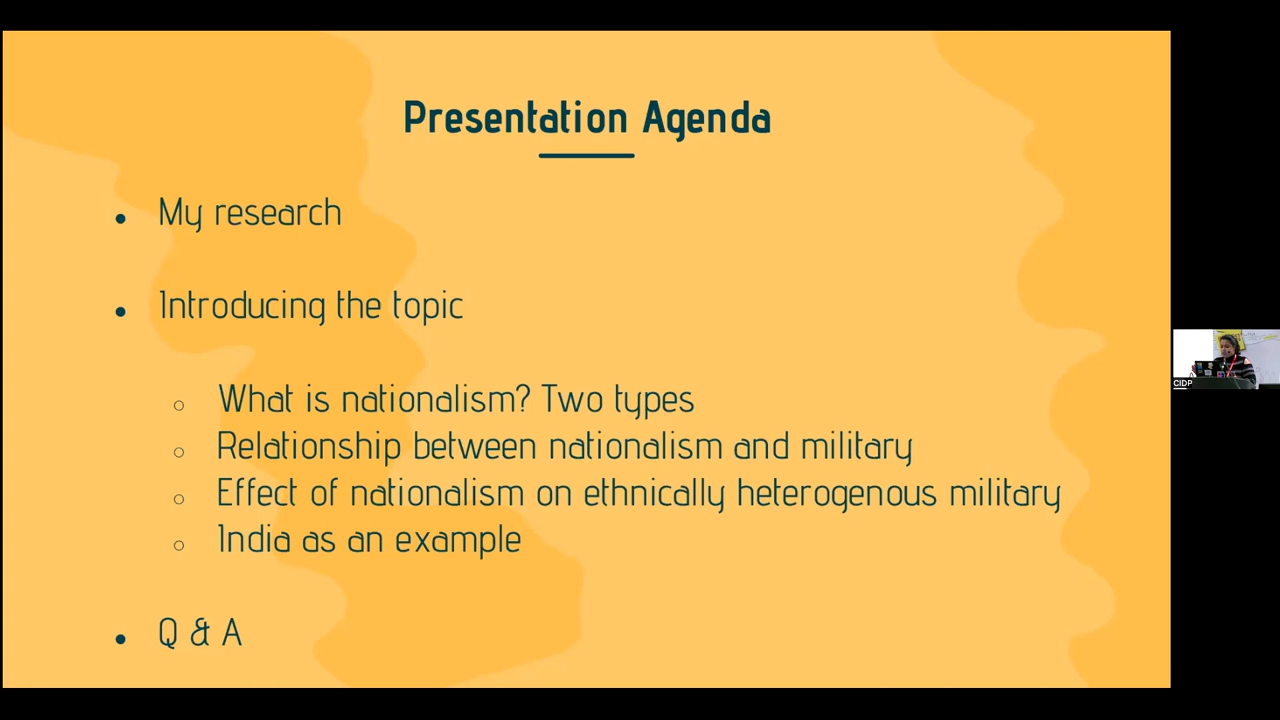 Presentation Agenda
• My research
• Introducing the topic
○ What is nationalism? Two types
○ Relationship between nationalism and military
○ Effect of nationalism on ethnically heterogenous military
○ India as an example
• Q & A
CIDP